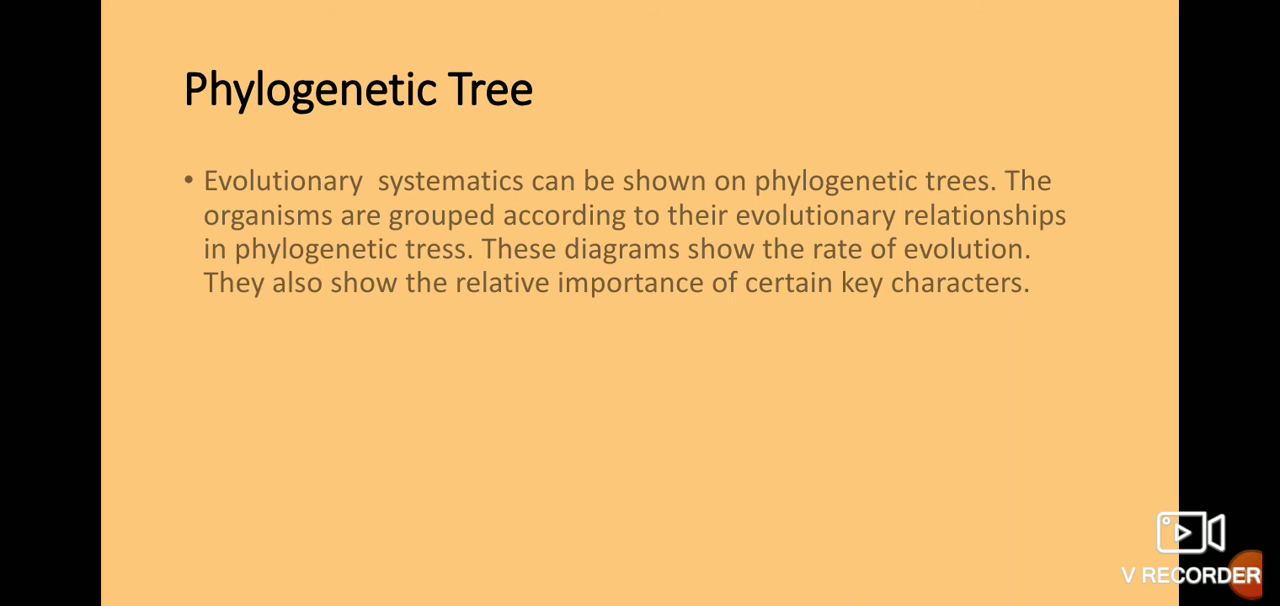 Phylogenetic Tree
• Evolutionary  systematics can be shown on phylogenetic trees. The
organisms are grouped according to their evolutionary relationships
in phylogenetic tress. These diagrams show the rate of evolution.
They also show the relative importance of certain key characters.
V RECORDER